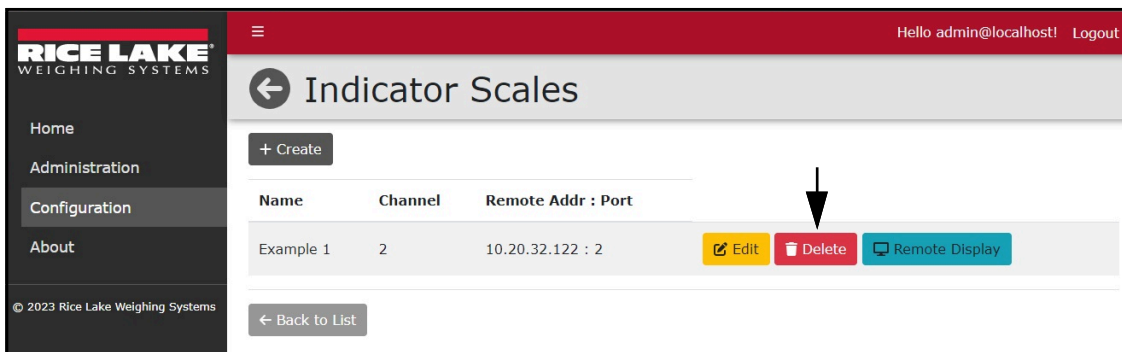 RICE LAKE®
WEIGHING SYSTEMS
Home
Administration
Configuration
About
© 2023 Rice Lake Weighing Systems
Hello admin@localhost! Logout
Indicator Scales
+ Create
Name Channel Remote Addr : Port
Example 1 2 10.20.32.122 : 2 Edit Delete Remote Display
← Back to List